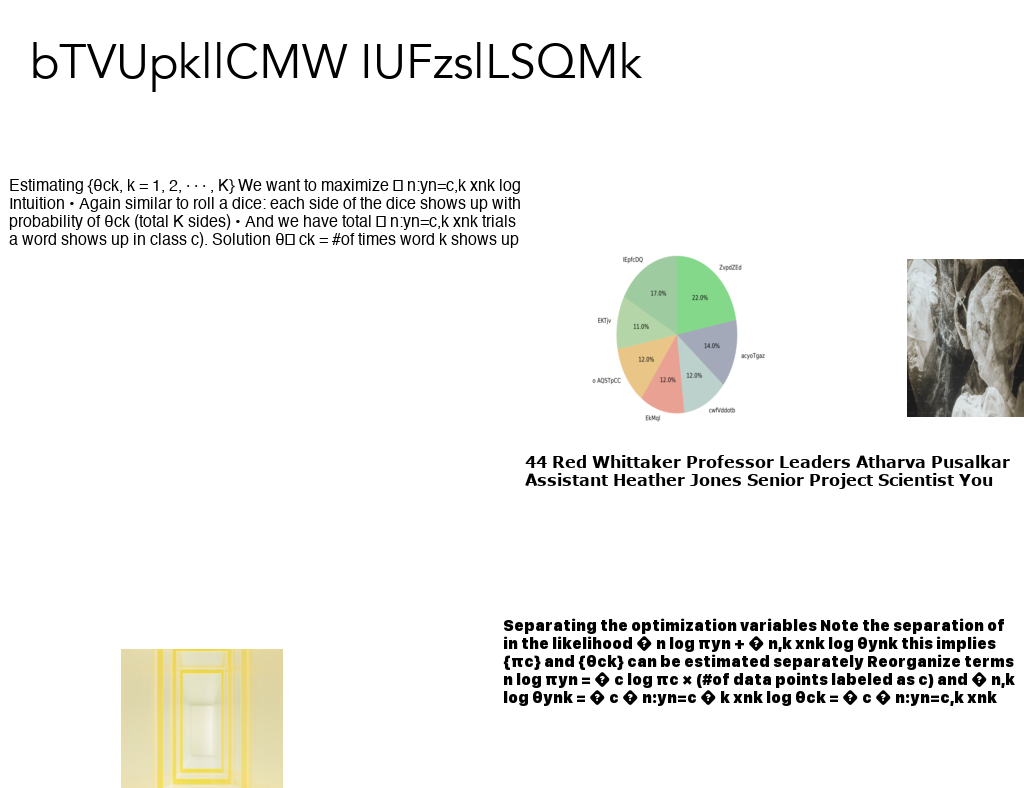 bTVUpkllCMW IUFzslLSQMk
Estimating {θck, k = 1, 2, · · · , K} We want to maximize � n:yn=c,k xnk log
Intuition • Again similar to roll a dice: each side of the dice shows up with
probability of θck (total K sides) • And we have total � n:yn=c,k xnk trials
a word shows up in class c). Solution θ� ck = #of times word k shows up
IEpfcDQ
ZvpdZEd
17.0%
22.0%
EKTjv
11.0%
14.0%
acyoTgaz
12.0%
o AQSTpCC
12.0%
12.0%
cwfVddotb
EkMqI
44 Red Whittaker Professor Leaders Atharva Pusalkar
Assistant Heather Jones Senior Project Scientist You
Separating the optimization variables Note the separation of
in the likelihood � n log πyn + � n,k xnk log θynk this implies
{πc} and {θck} can be estimated separately Reorganize terms
n log πyn = � c log πc × (#of data points labeled as c) and � n,k
log θynk = � c � n:yn=c � k xnk log θck = � c � n:yn=c,k xnk